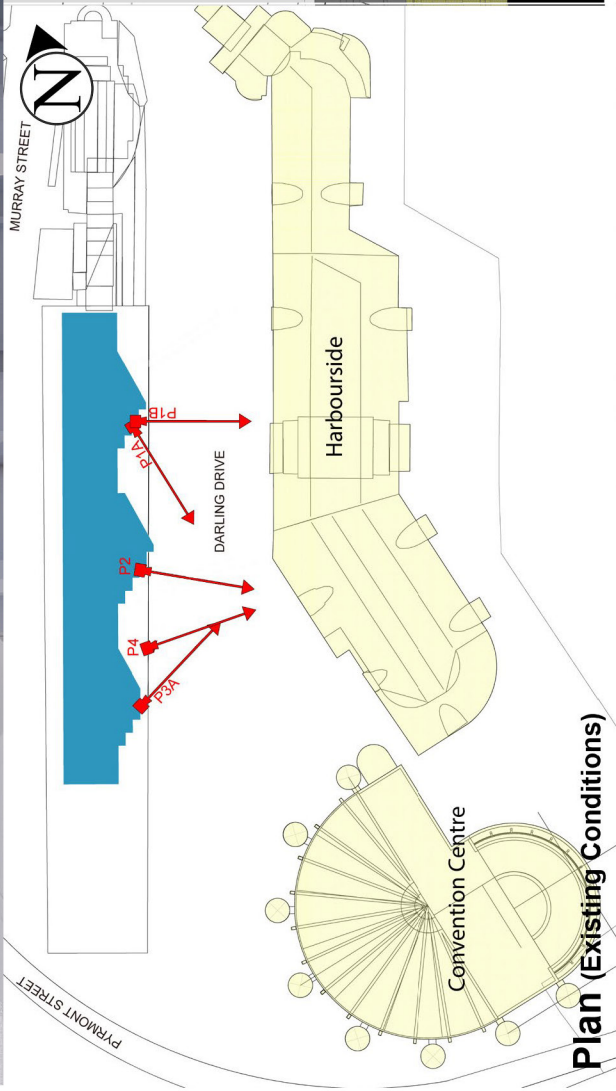 N
MURRAY STREET
P1B
P1A
DARLING DRIVE
P2
P4
P3A
Harbourside
Convention Centre
PYRMONT STREET
Plan (Existing Conditions)